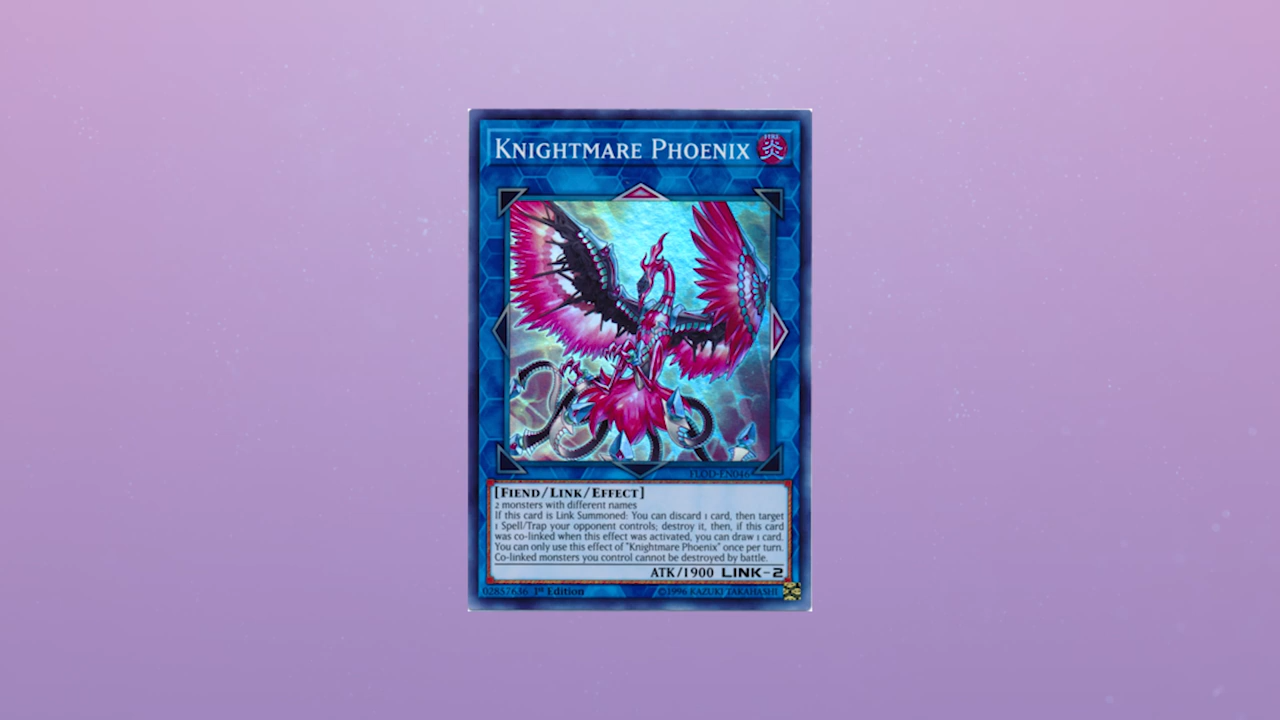 KNIGHTMARE PHOENIX
FIRE
炎
FLOD-EN046
[FIEND/LINK/EFFECT]
2 monsters with different names
If this card is Link Summoned: You can discard 1 card, then target
1 Spell/Trap your opponent controls; destroy it, then, if this card
was co-linked when this effect was activated, you can draw 1 card.
You can only use this effect of "Knightmare Phoenix" once per turn.
Co-linked monsters you control cannot be destroyed by battle.
ATK/1900 LINK-2
02857636 1st Edition ©1996 KAZUKI TAKAHASHI